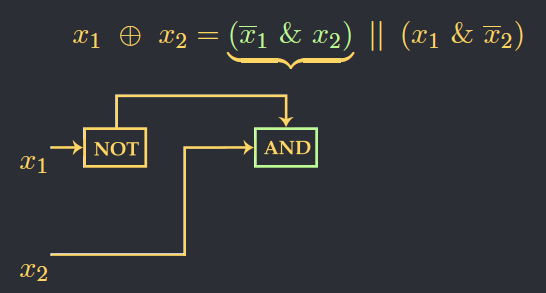 x₁ ⊕ x₂ = (x̅₁ & x₂) || (x₁ & x̅₂)
x₁ NOT AND
x₂